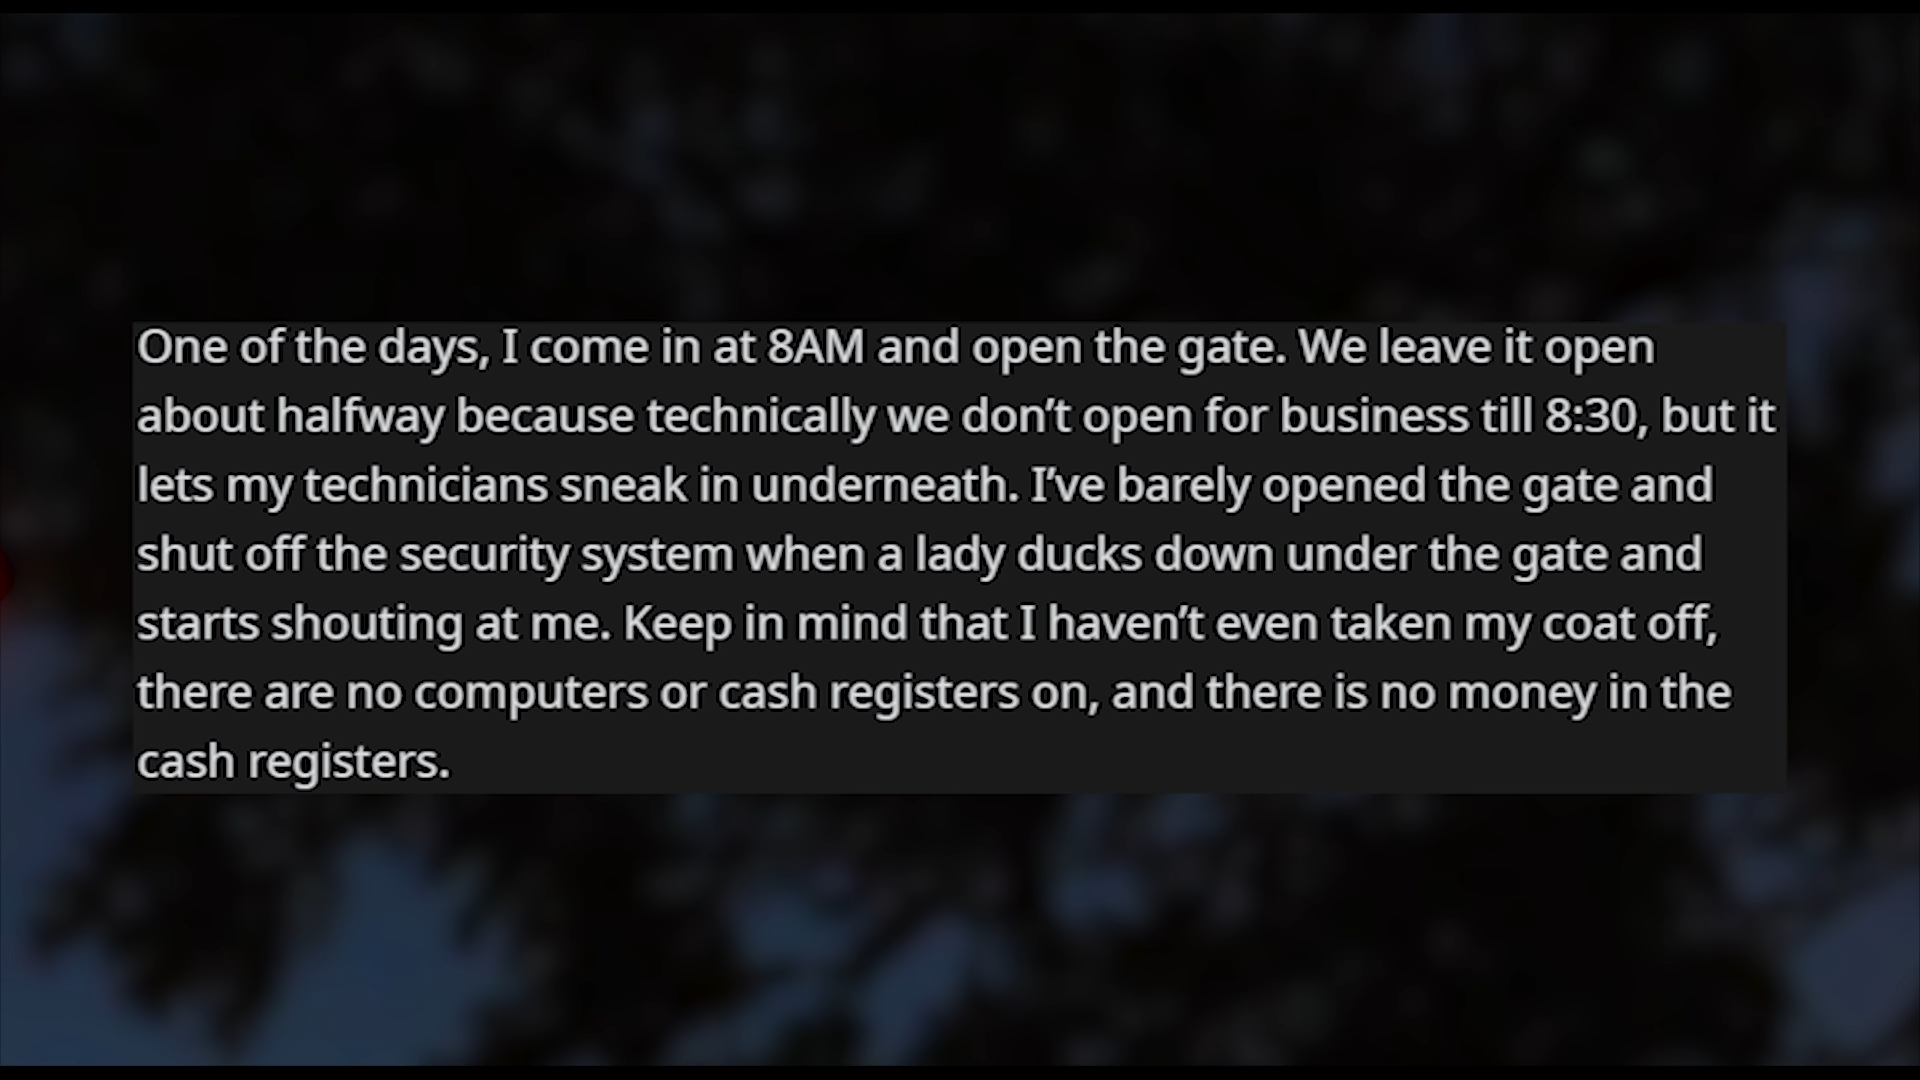 One of the days, I come in at 8AM and open the gate. We leave it open
about halfway because technically we don’t open for business till 8:30, but it
lets my technicians sneak in underneath. I’ve barely opened the gate and
shut off the security system when a lady ducks down under the gate and
starts shouting at me. Keep in mind that I haven’t even taken my coat off,
there are no computers or cash registers on, and there is no money in the
cash registers.